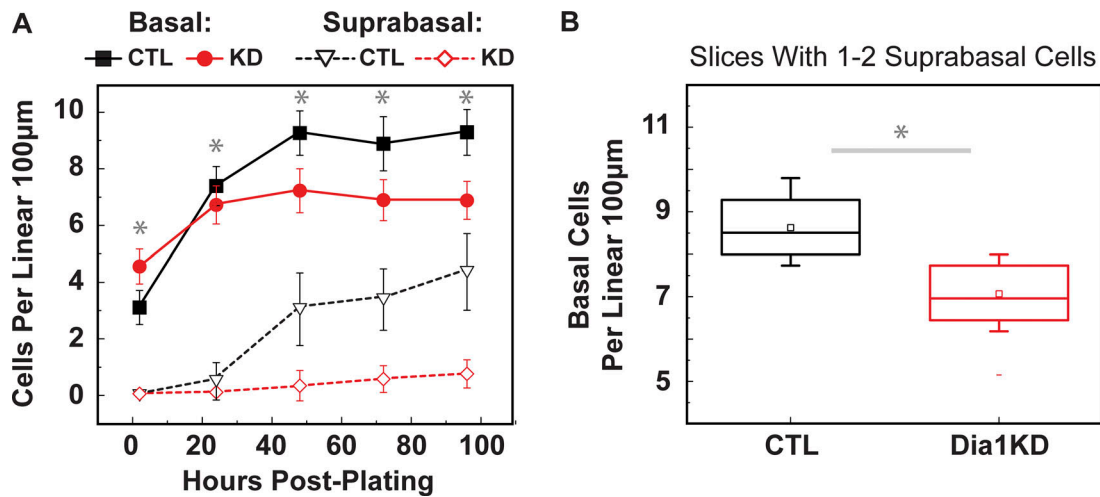 A
Basal: Suprabasal:
CTL KD CTL KD
Cells Per Linear 100µm
10
8
6
4
2
0
* * * * *
0 20 40 60 80 100
Hours Post-Plating
B
Slices With 1-2 Suprabasal Cells
Basal Cells
Per Linear 100µm
11
9
7
5
*
CTL Dia1KD